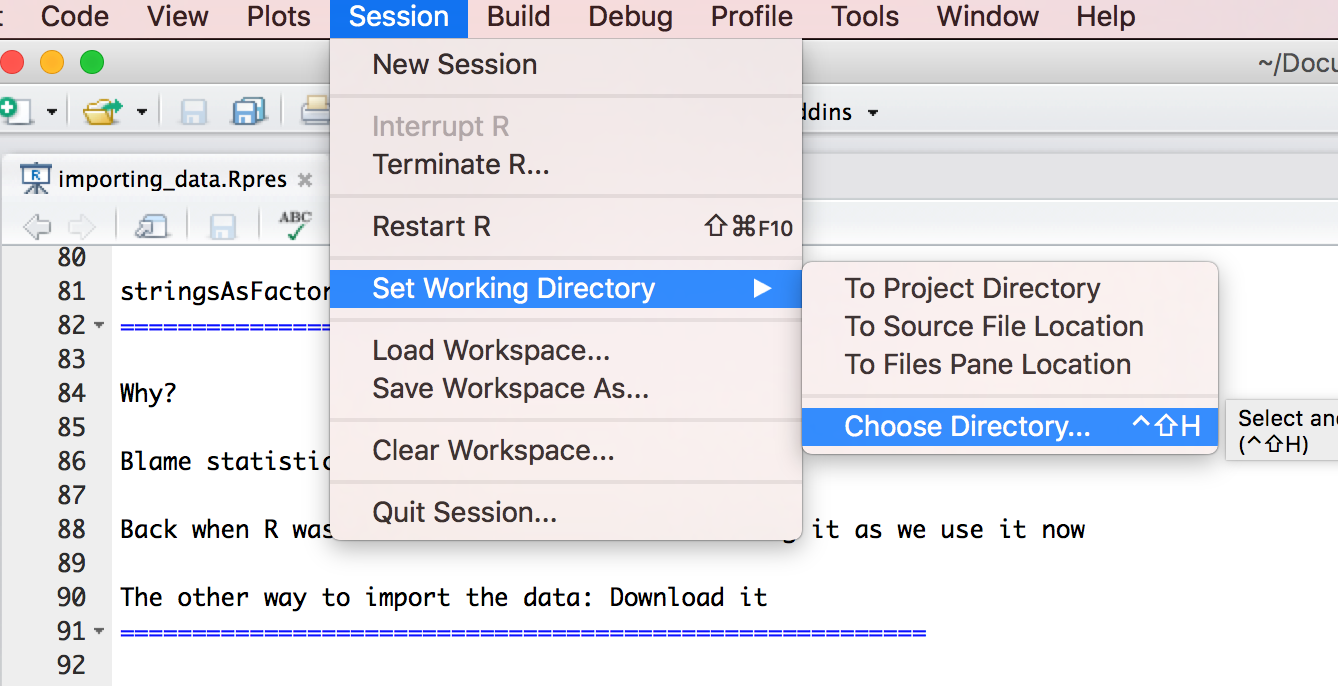 Code View Plots Session Build Debug Profile Tools Window Help
~/Docu
ddins
importing_data.Rpres
ABC
New Session
Interrupt R
Terminate R...
Restart R ⇧⌘F10
Set Working Directory ▶
Load Workspace...
Save Workspace As...
Clear Workspace...
Quit Session...
To Project Directory
To Source File Location
To Files Pane Location
Choose Directory... ^⇧H
Select and
(^⇧H)
80
81 stringsAsFactor
82 ========================================================
83
84 Why?
85
86 Blame statistic
87
88 Back when R was g it as we use it now
89
90 The other way to import the data: Download it
91 ========================================================
92